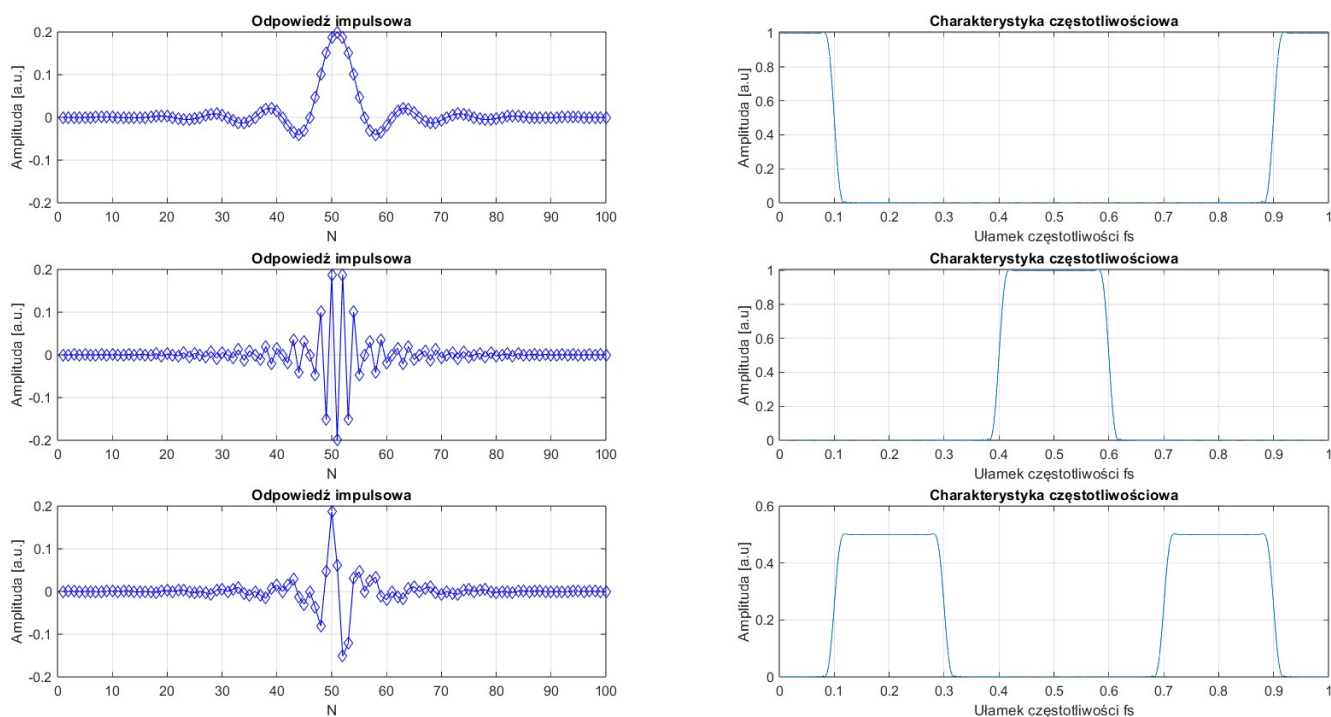 Odpowiedź impulsowa
Amplituda [a.u.]
0.2
0.1
0
-0.1
-0.2
0 10 20 30 40 50 60 70 80 90 100
N
Charakterystyka częstotliwościowa
Amplituda [a.u]
1
0.8
0.6
0.4
0.2
0
0 0.1 0.2 0.3 0.4 0.5 0.6 0.7 0.8 0.9 1
Ułamek częstotliwości fs
Odpowiedź impulsowa
Amplituda [a.u.]
0.2
0.1
0
-0.1
-0.2
0 10 20 30 40 50 60 70 80 90 100
N
Charakterystyka częstotliwościowa
Amplituda [a.u]
1
0.8
0.6
0.4
0.2
0
0 0.1 0.2 0.3 0.4 0.5 0.6 0.7 0.8 0.9 1
Ułamek częstotliwości fs
Odpowiedź impulsowa
Amplituda [a.u.]
0.2
0.1
0
-0.1
-0.2
0 10 20 30 40 50 60 70 80 90 100
N
Charakterystyka częstotliwościowa
Amplituda [a.u]
0.6
0.4
0.2
0
0 0.1 0.2 0.3 0.4 0.5 0.6 0.7 0.8 0.9 1
Ułamek częstotliwości fs